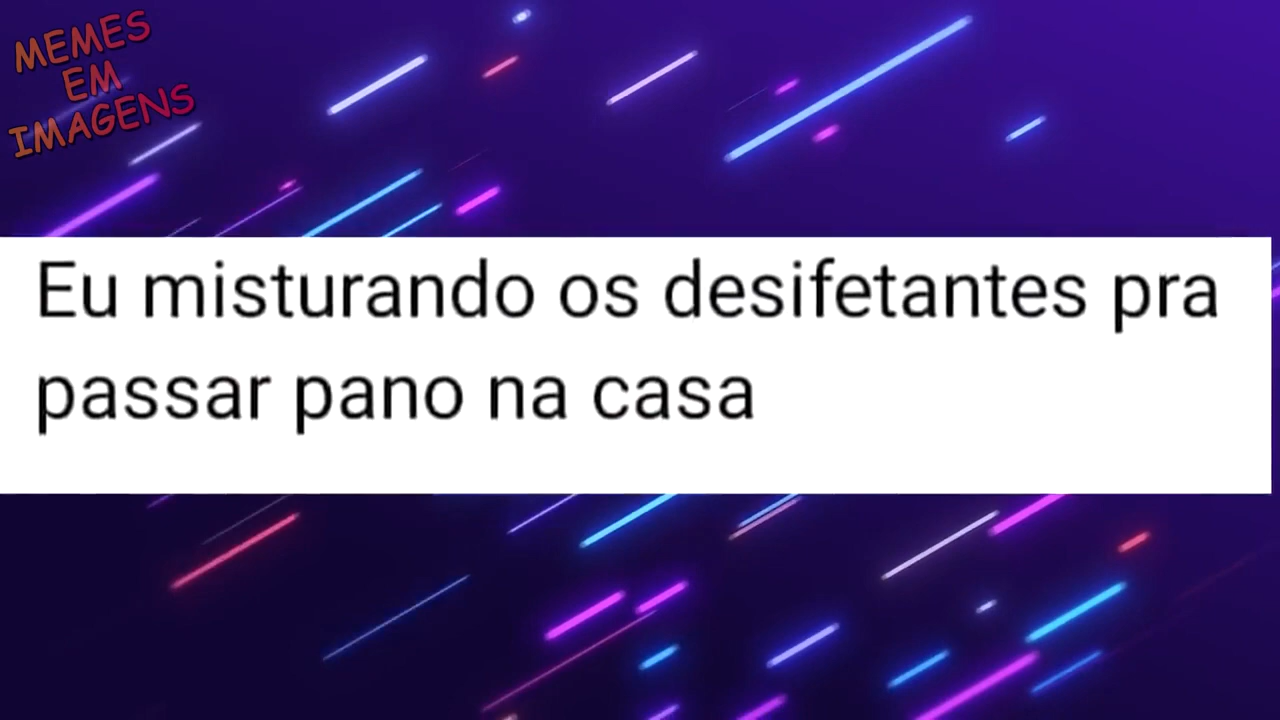 MEMES
EM
IMAGENS
Eu misturando os desifetantes pra
passar pano na casa